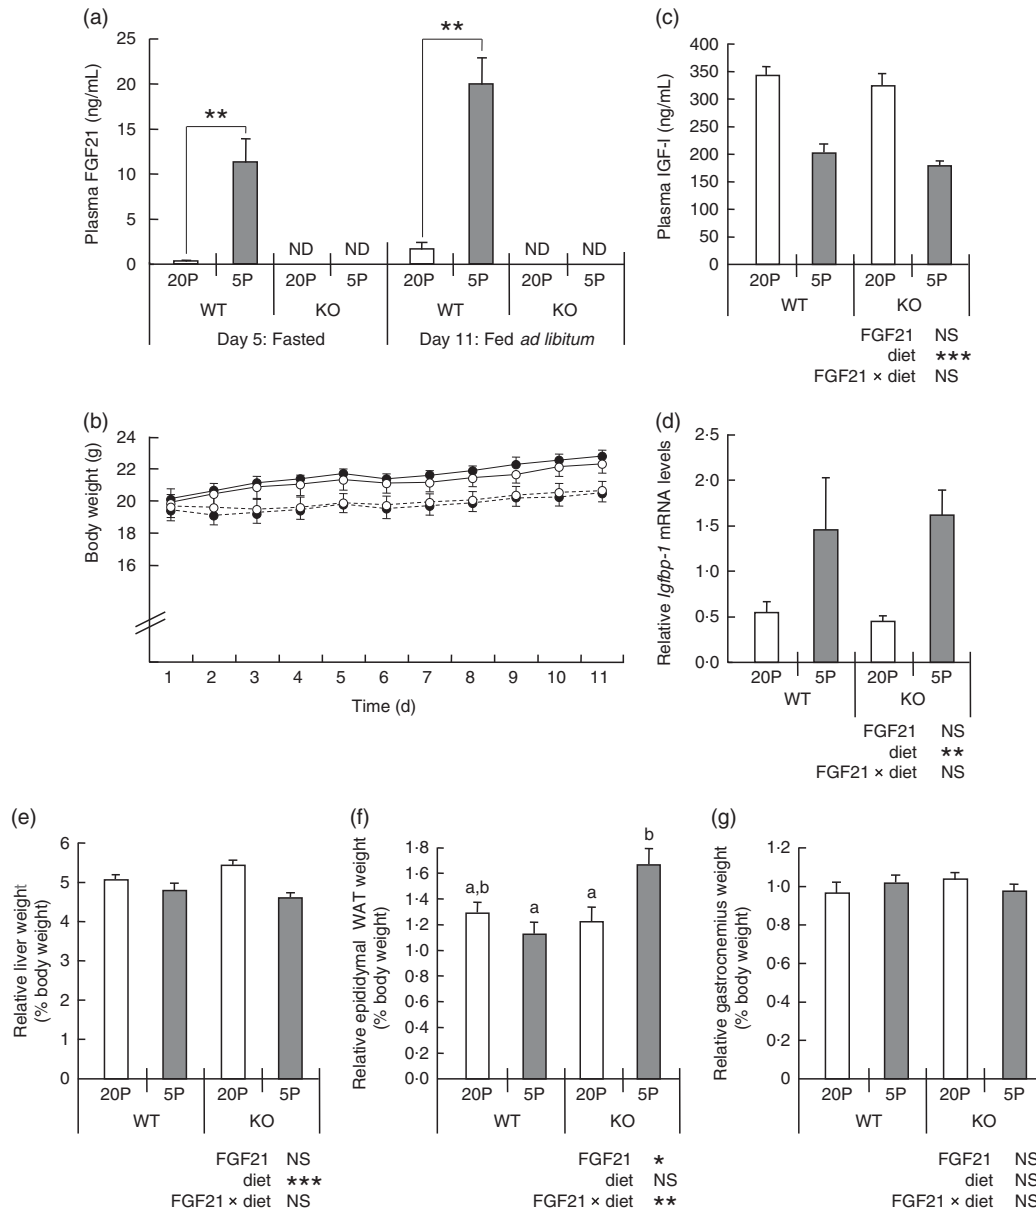 (a)
Plasma FGF21 (ng/mL)
25
20
15
10
5
0
**
**
ND ND ND ND
20P 5P 20P 5P 20P 5P 20P 5P
WT KO WT KO
Day 5: Fasted Day 11: Fed ad libitum
(c)
Plasma IGF-I (ng/mL)
400
350
300
250
200
150
100
50
0
20P 5P 20P 5P
WT KO
FGF21 NS
diet ***
FGF21 × diet NS
(b)
Body weight (g)
24
22
20
18
16
1 2 3 4 5 6 7 8 9 10 11
Time (d)
(d)
Relative Igfbp-1 mRNA levels
2·5
2·0
1·5
1·0
0·5
0·0
20P 5P 20P 5P
WT KO
FGF21 NS
diet **
FGF21 × diet NS
(e)
Relative liver weight
(% body weight)
6
5
4
3
2
1
0
20P 5P 20P 5P
WT KO
FGF21 NS
diet ***
FGF21 × diet NS
(f)
Relative epididymal WAT weight
(% body weight)
1·8
1·6
1·4
1·2
1·0
0·8
0·6
0·4
0·2
0·0
a,b a a b
20P 5P 20P 5P
WT KO
FGF21 *
diet NS
FGF21 × diet **
(g)
Relative gastrocnemius weight
(% body weight)
1·2
1·0
0·8
0·6
0·4
0·2
0
20P 5P 20P 5P
WT KO
FGF21 NS
diet NS
FGF21 × diet NS